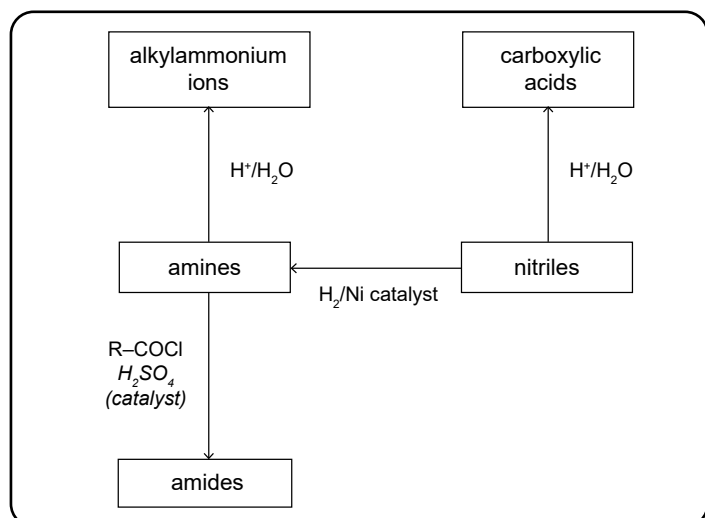 alkylammonium
ions
carboxylic
acids
H⁺/H₂O
H⁺/H₂O
amines
nitriles
H₂/Ni catalyst
R–COCl
H₂SO₄
(catalyst)
amides